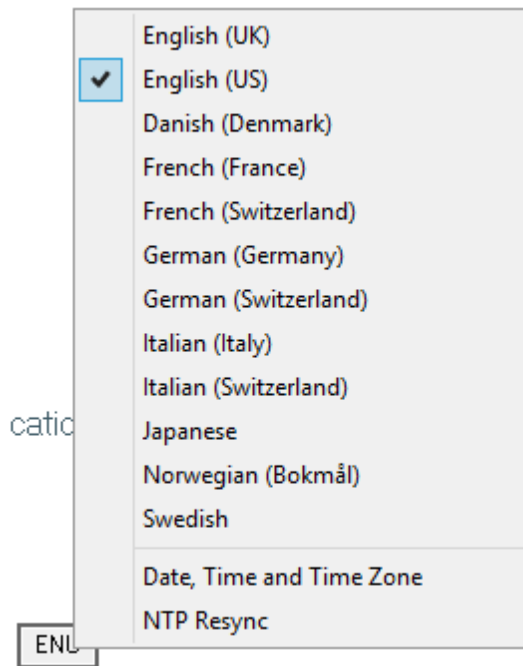 English (UK)
English (US)
Danish (Denmark)
French (France)
French (Switzerland)
German (Germany)
German (Switzerland)
Italian (Italy)
Italian (Switzerland)
Japanese
Norwegian (Bokmål)
Swedish
Date, Time and Time Zone
NTP Resync